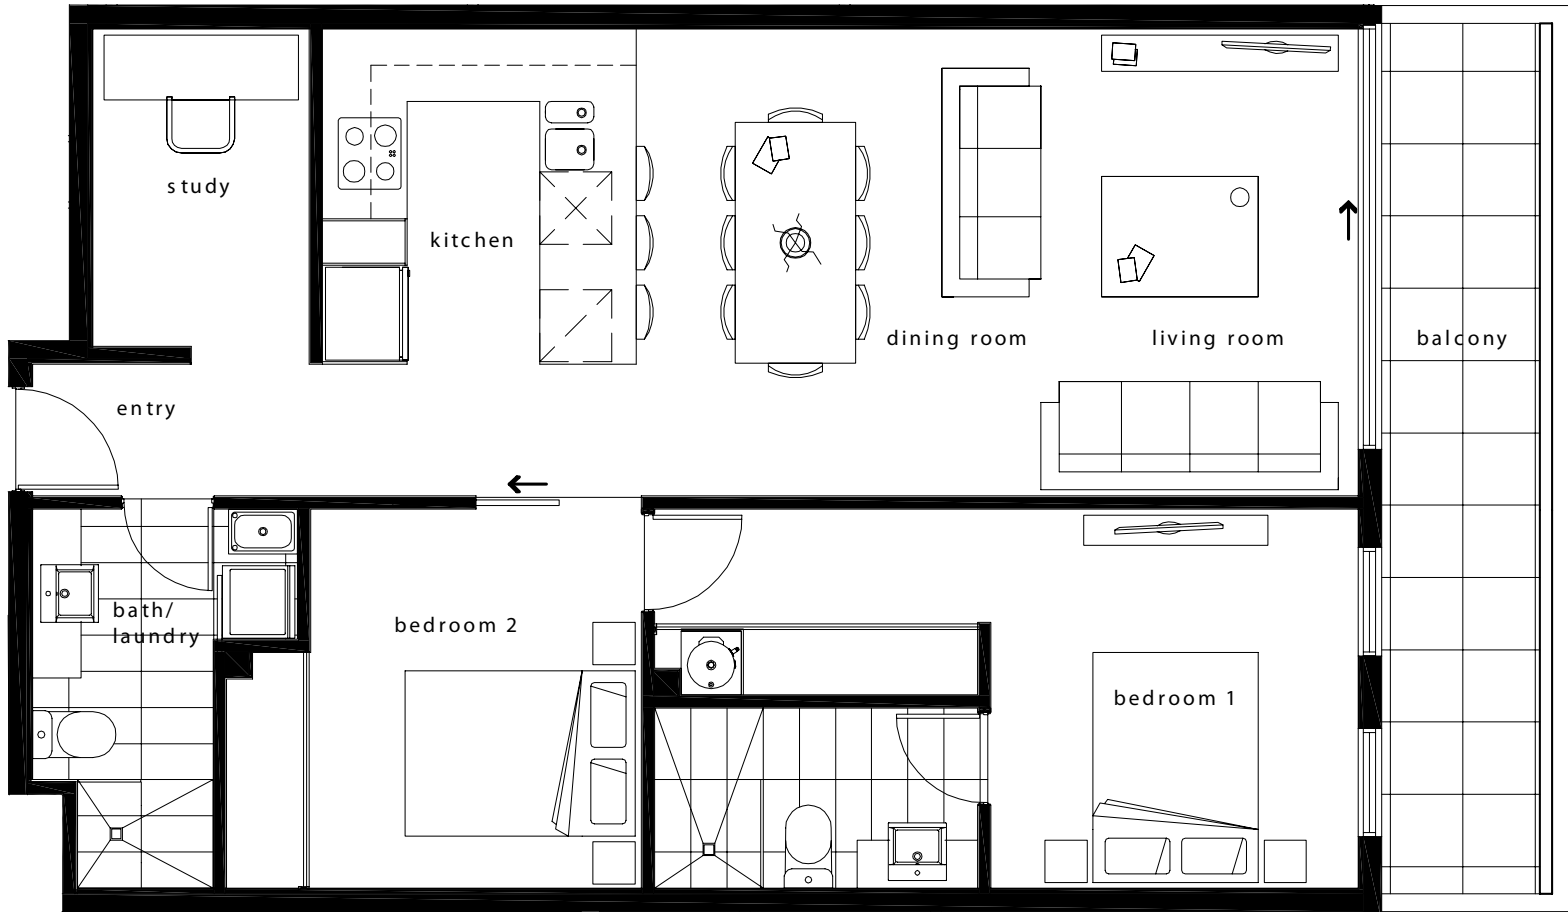 study
kitchen
dining room
living room
balcony
entry
bath/
laundry
bedroom 2
bedroom 1